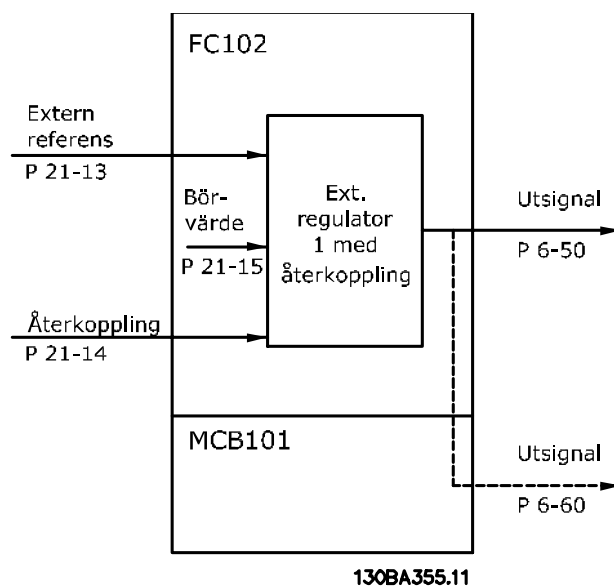 FC102
Extern
referens
P 21-13
Bör-
värde
P 21-15
Återkoppling
P 21-14
Ext.
regulator
1 med
återkoppling
Utsignal
P 6-50
MCB101
Utsignal
P 6-60
130BA355.11